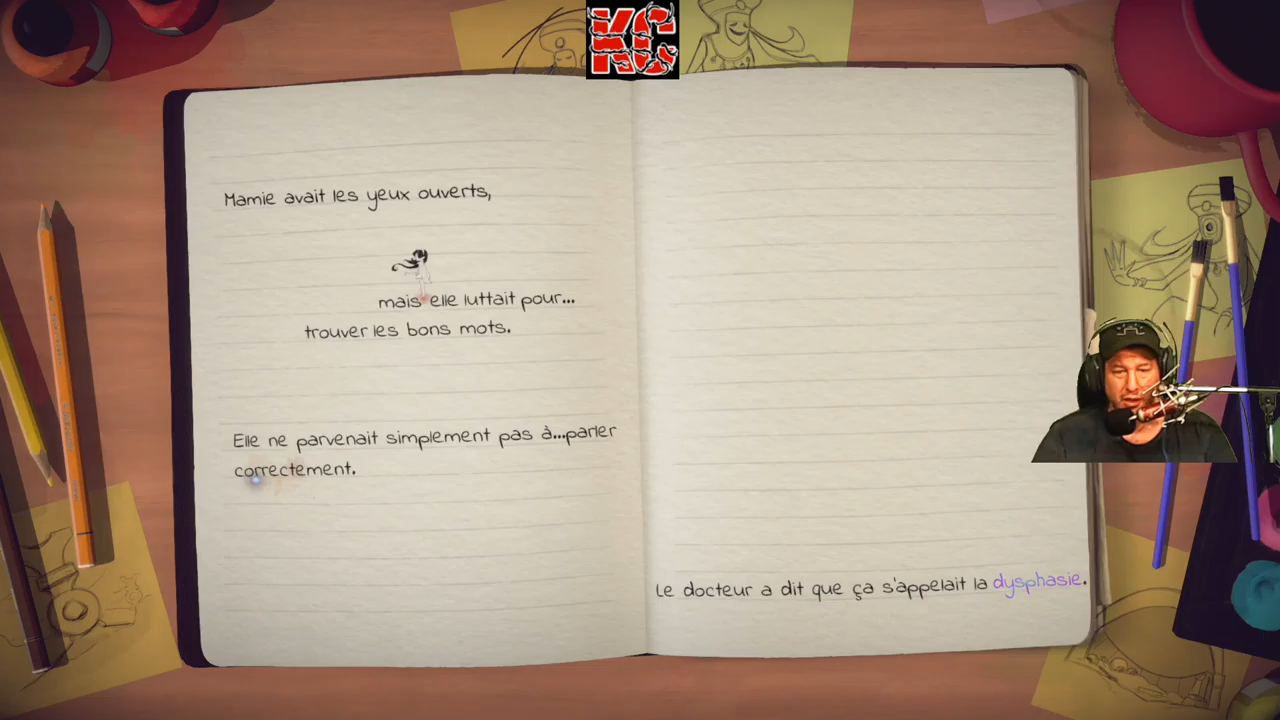 KC
Mamie avait les yeux ouverts,
mais elle luttait pour...
trouver les bons mots.
Elle ne parvenait simplement pas à...parler
correctement.
Le docteur a dit que ça s'appelait la dysphasie.